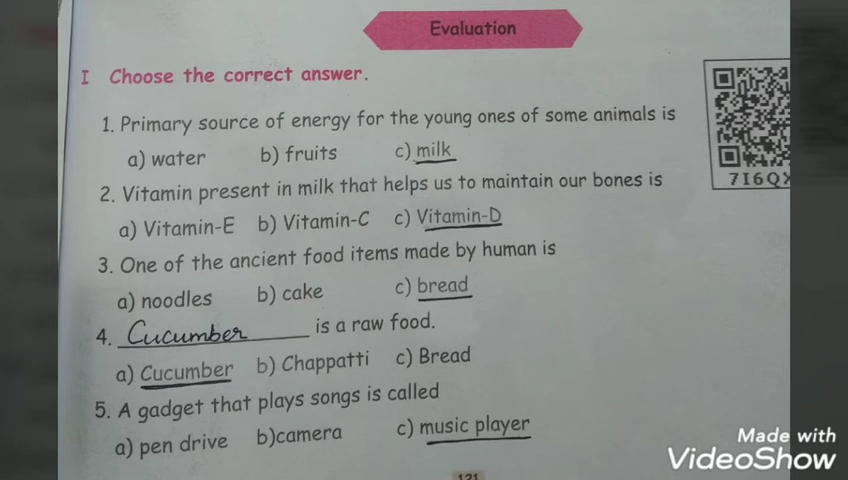 Evaluation
I Choose the correct answer.
1. Primary source of energy for the young ones of some animals is
a) water b) fruits c) milk
2. Vitamin present in milk that helps us to maintain our bones is
a) Vitamin-E b) Vitamin-C c) Vitamin-D
3. One of the ancient food items made by human is
a) noodles b) cake c) bread
4. Cucumber is a raw food.
a) Cucumber b) Chappatti c) Bread
5. A gadget that plays songs is called
a) pen drive b)camera c) music player
7I6Q
121
Made with
VideoShow